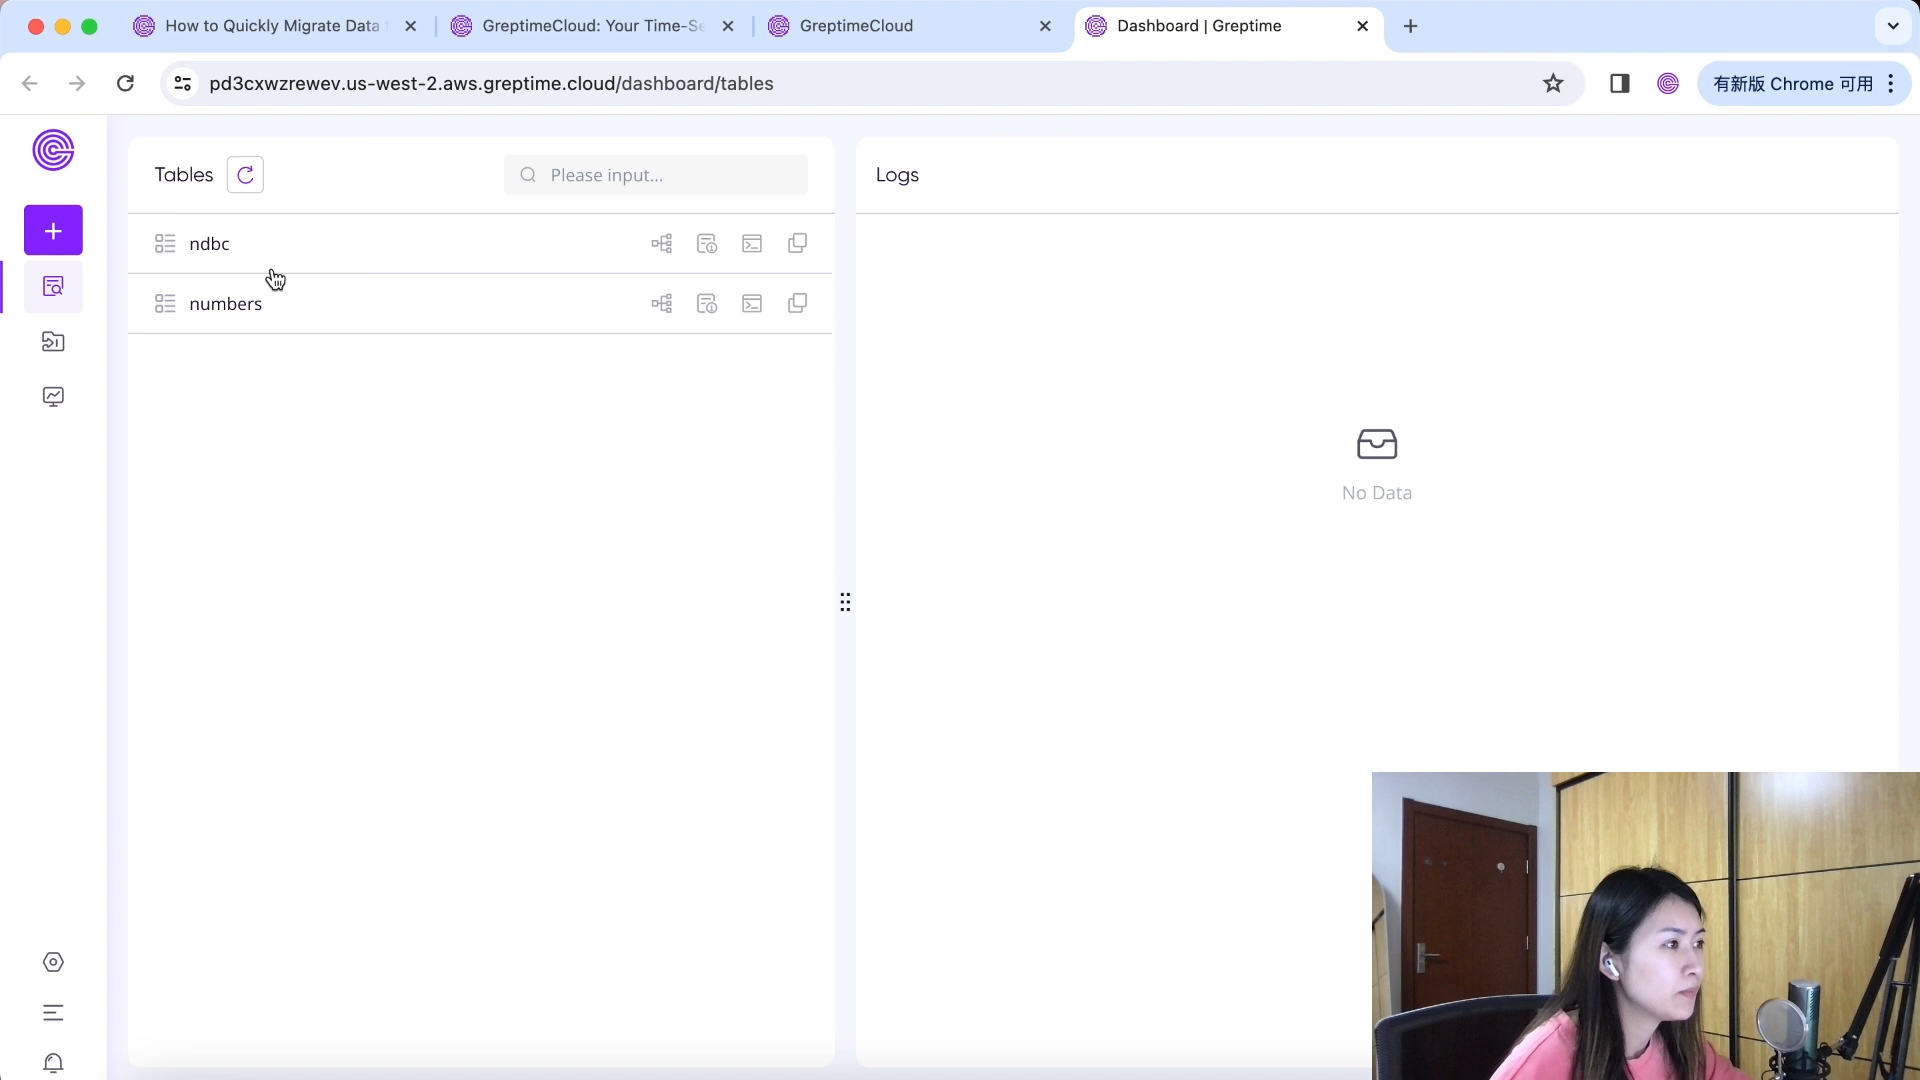 How to Quickly Migrate Data
GreptimeCloud: Your Time-Se
GreptimeCloud
Dashboard | Greptime
pd3cxwzrewev.us-west-2.aws.greptime.cloud/dashboard/tables
有新版 Chrome 可用
Tables
Please input...
Logs
ndbc
numbers
No Data